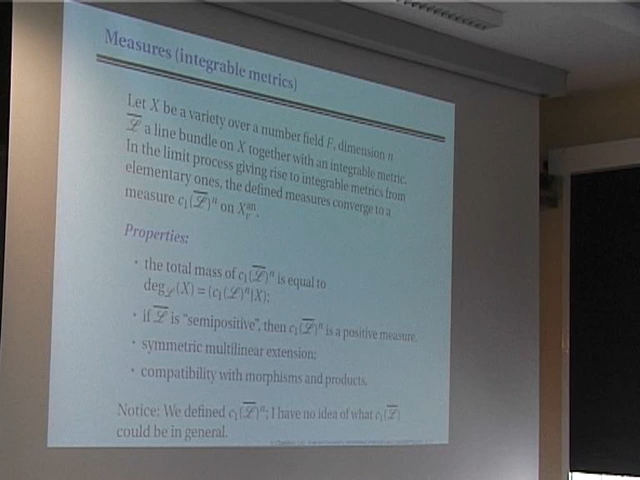 Measures (integrable metrics)
Let X be a variety over a number field F, dimension n
ℒ̅ a line bundle on X together with an integrable metric.
In the limit process giving rise to integrable metrics from
elementary ones, the defined measures converge to a
measure c₁(ℒ̅)ⁿ on Xᵥᵃⁿ.
Properties:
• the total mass of c₁(ℒ̅)ⁿ is equal to
deg_ℒ(X) = (c₁(ℒ)ⁿ|X);
• if ℒ̅ is “semipositive”, then c₁(ℒ̅)ⁿ is a positive measure.
• symmetric multilinear extension;
• compatibility with morphisms and products.
Notice: We defined c₁(ℒ̅)ⁿ; I have no idea of what c₁(ℒ̅)
could be in general.